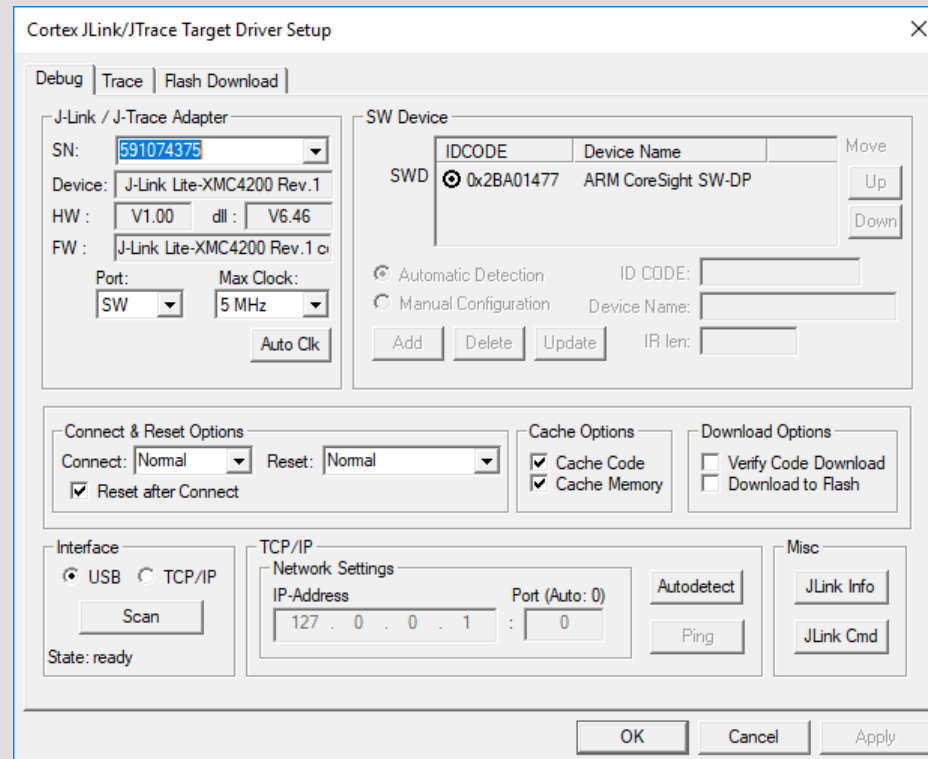 Cortex JLink/JTrace Target Driver Setup
Debug Trace Flash Download
J-Link / J-Trace Adapter
SN: 591074375
Device: J-Link Lite-XMC4200 Rev.1
HW : V1.00 dll : V6.46
FW : J-Link Lite-XMC4200 Rev.1
Port: Max Clock:
SW 5 MHz
Auto Clk
SW Device
IDCODE Device Name Move
SWD 0x2BA01477 ARM CoreSight SW-DP Up
Down
Automatic Detection ID CODE:
Manual Configuration Device Name:
Add Delete Update IR len:
Connect & Reset Options
Connect: Normal Reset: Normal
Reset after Connect
Cache Options
Cache Code
Cache Memory
Download Options
Verify Code Download
Download to Flash
Interface
USB TCP/IP
Scan
State: ready
TCP/IP
Network Settings
IP-Address Port (Auto: 0)
127 . 0 . 0 . 1 : 0
Autodetect
Ping
Misc
JLink Info
JLink Cmd
OK Cancel Apply